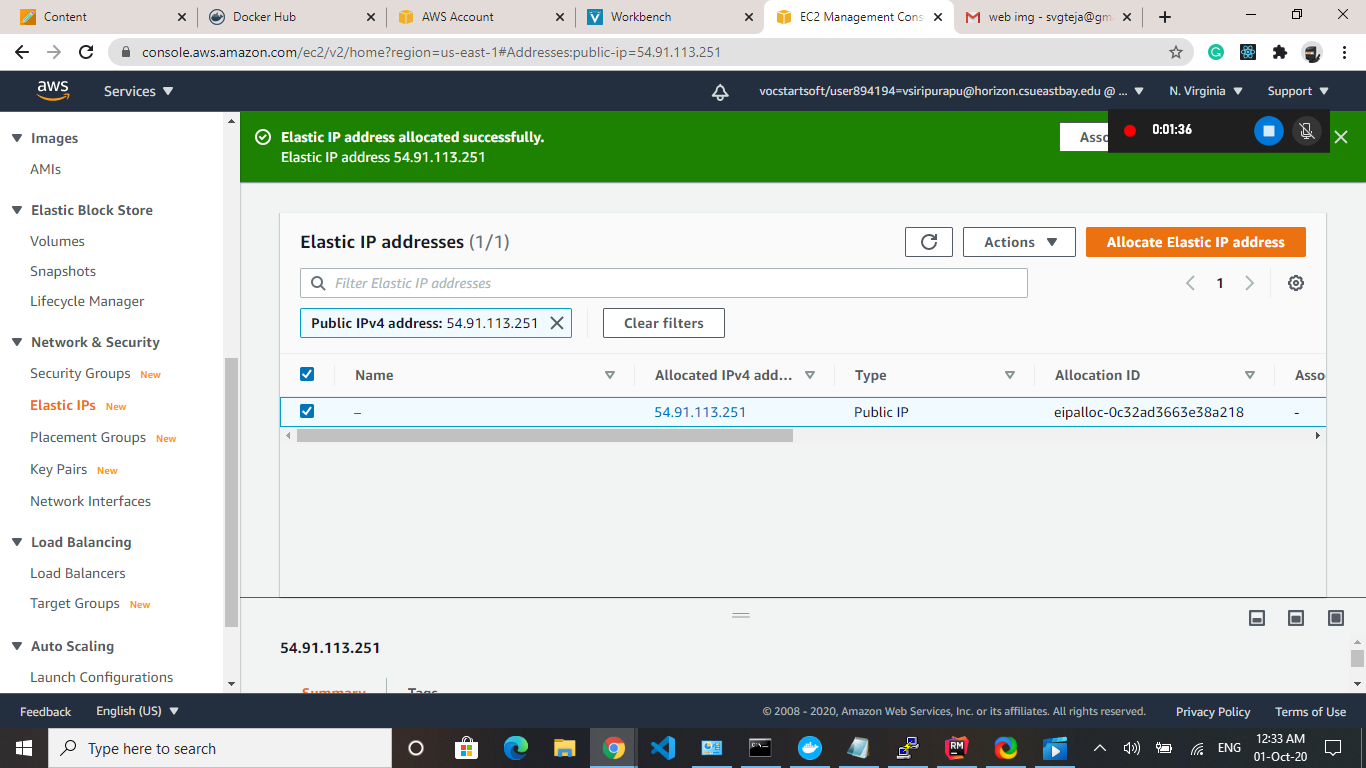 Content
Docker Hub
AWS Account
Workbench
EC2 Management Cons
web img - svgteja@gm
console.aws.amazon.com/ec2/v2/home?region=us-east-1#Addresses:public-ip=54.91.113.251
aws
Services
vocstartsoft/user894194=vsiripurapu@horizon.csueastbay.edu @ ...
N. Virginia
Support
Images
AMIs
Elastic Block Store
Volumes
Snapshots
Lifecycle Manager
Network & Security
Security Groups New
Elastic IPs New
Placement Groups New
Key Pairs New
Network Interfaces
Load Balancing
Load Balancers
Target Groups New
Auto Scaling
Launch Configurations
Elastic IP address allocated successfully.
Elastic IP address 54.91.113.251
Asso
0:01:36
Elastic IP addresses (1/1)
Actions
Allocate Elastic IP address
Filter Elastic IP addresses
1
Public IPv4 address: 54.91.113.251
Clear filters
Name
Allocated IPv4 add...
Type
Allocation ID
Asso
–
54.91.113.251
Public IP
eipalloc-0c32ad3663e38a218
-
54.91.113.251
Summary
Tags
Feedback
English (US)
© 2008 - 2020, Amazon Web Services, Inc. or its affiliates. All rights reserved.
Privacy Policy
Terms of Use
Type here to search
RM
ENG
12:33 AM
01-Oct-20